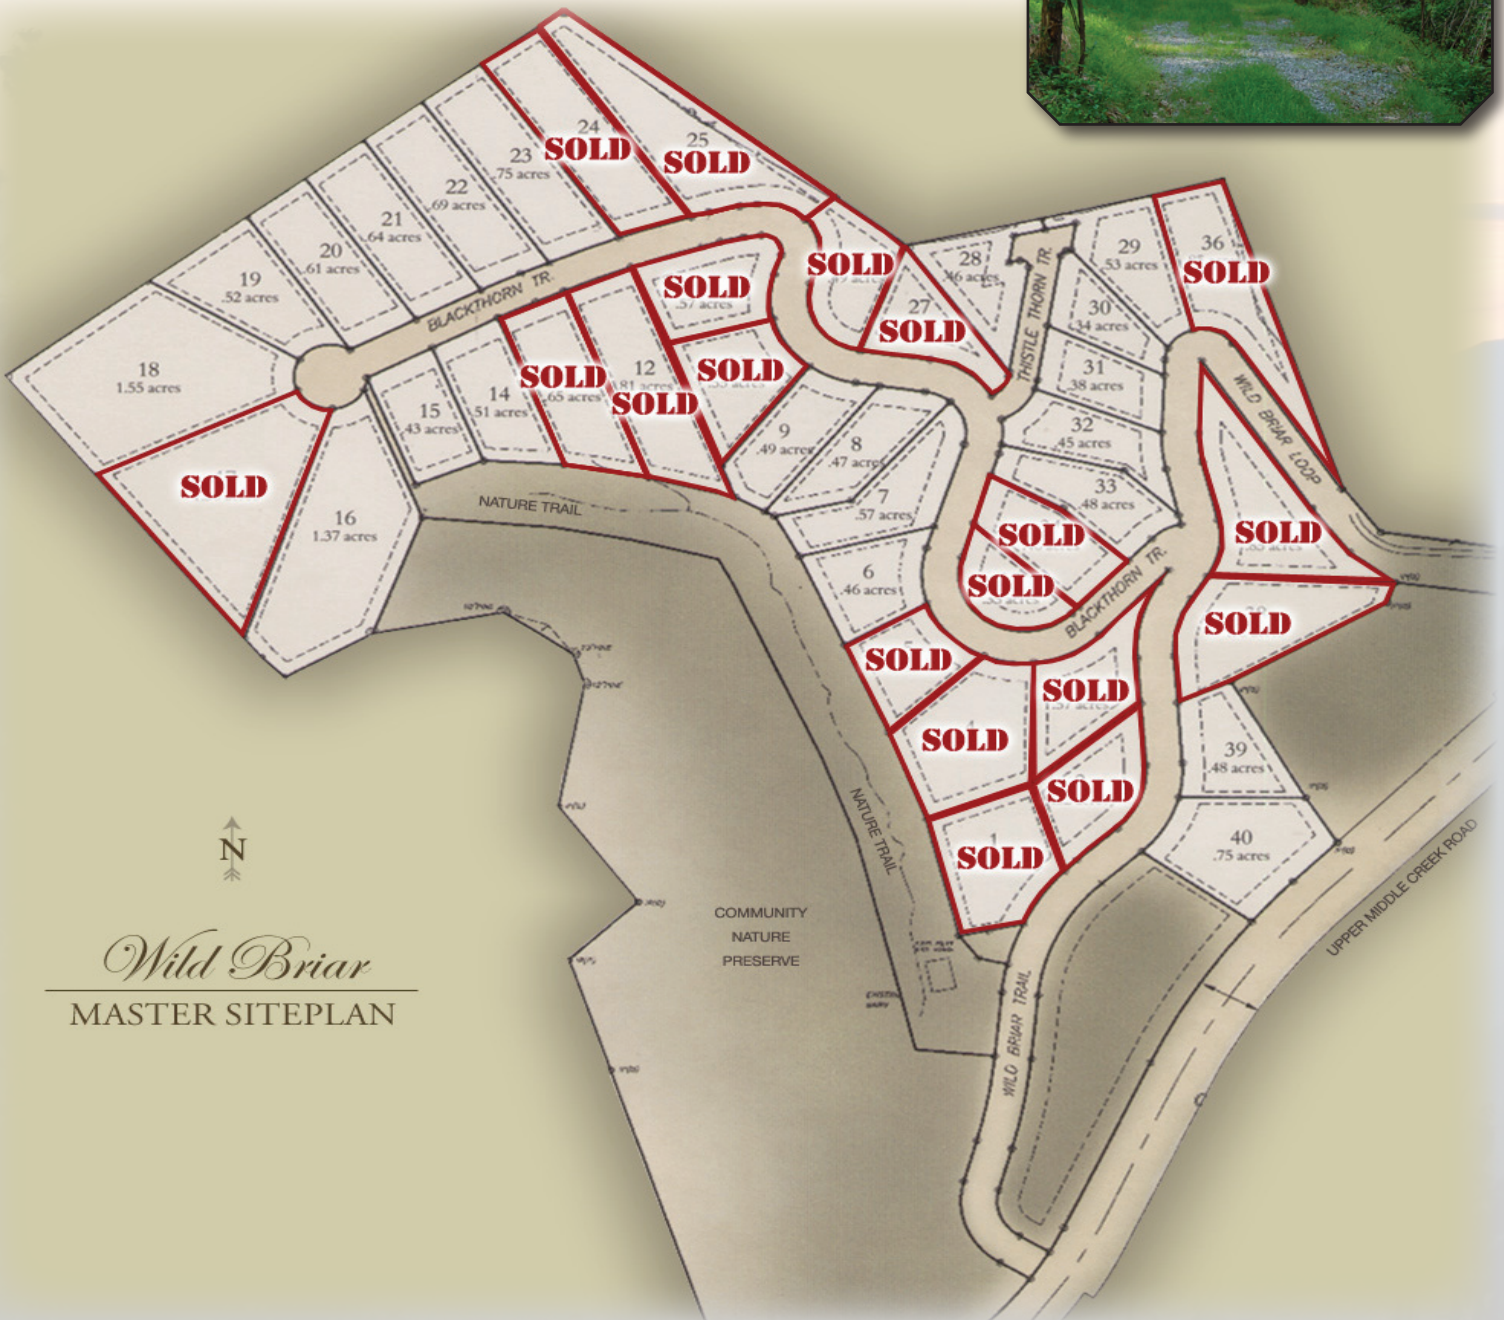 24
SOLD
25
SOLD
23
.75 acres
22
.69 acres
21
.64 acres
20
.61 acres
19
.52 acres
18
1.55 acres
BLACKTHORN TR.
SOLD
SOLD
27
SOLD
28
.46 acres
THISTLE THORN TR.
29
.53 acres
36
SOLD
30
.34 acres
31
.38 acres
32
.45 acres
33
.48 acres
WILD BRIAR LOOP
SOLD
12
.81 acres
SOLD
SOLD
.65 acres
14
.51 acres
15
.43 acres
9
.49 acres
8
.47 acres
7
.57 acres
6
.46 acres
SOLD
16
1.37 acres
NATURE TRAIL
SOLD
SOLD
BLACKTHORN TR.
SOLD
SOLD
SOLD
SOLD
SOLD
SOLD
1
SOLD
39
.48 acres
40
.75 acres
NATURE TRAIL
UPPER MIDDLE CREEK ROAD
WILD BRIAR TRAIL
COMMUNITY
NATURE
PRESERVE
N
Wild Briar
MASTER SITEPLAN